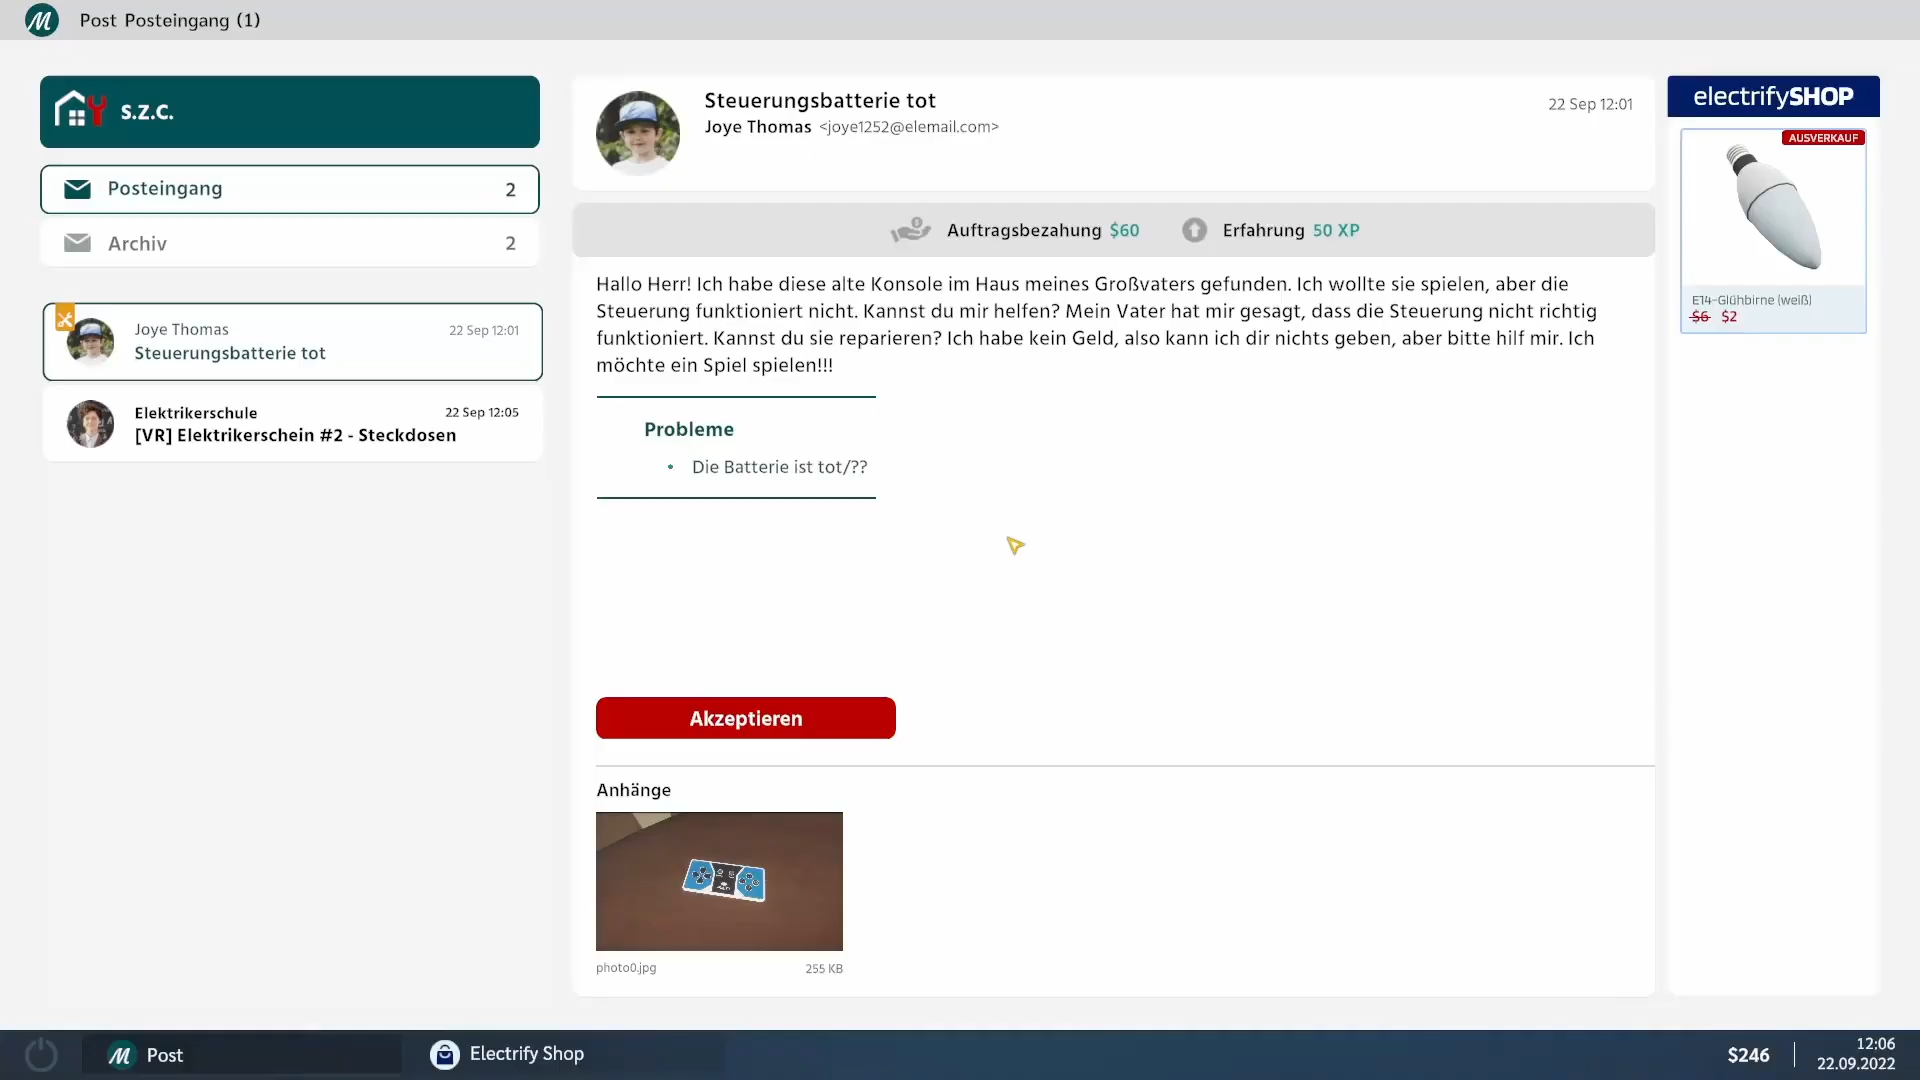 Post Posteingang (1)
S.Z.C.
Posteingang 2
Archiv 2
Joye Thomas 22 Sep 12:01
Steuerungsbatterie tot
Elektrikerschule 22 Sep 12:05
[VR] Elektrikerschein #2 - Steckdosen
Steuerungsbatterie tot
22 Sep 12:01
Joye Thomas <joye1252@elemail.com>
Auftragsbezahung $60 Erfahrung 50 XP
Hallo Herr! Ich habe diese alte Konsole im Haus meines Großvaters gefunden. Ich wollte sie spielen, aber die
Steuerung funktioniert nicht. Kannst du mir helfen? Mein Vater hat mir gesagt, dass die Steuerung nicht richtig
funktioniert. Kannst du sie reparieren? Ich habe kein Geld, also kann ich dir nichts geben, aber bitte hilf mir. Ich
möchte ein Spiel spielen!!!
Probleme
• Die Batterie ist tot/??
Akzeptieren
Anhänge
photo0.jpg 255 KB
electrifySHOP
AUSVERKAUF
E14-Glühbirne (weiß)
$6 $2
Post
Electrify Shop
$246
12:06
22.09.2022